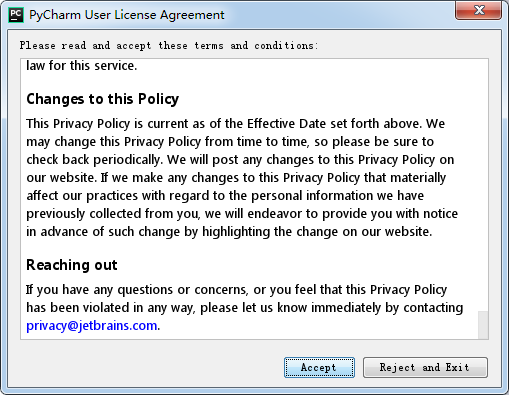 PC PyCharm User License Agreement
Please read and accept these terms and conditions:
law for this service.
Changes to this Policy
This Privacy Policy is current as of the Effective Date set forth above. We
may change this Privacy Policy from time to time, so please be sure to
check back periodically. We will post any changes to this Privacy Policy on
our website. If we make any changes to this Privacy Policy that materially
affect our practices with regard to the personal information we have
previously collected from you, we will endeavor to provide you with notice
in advance of such change by highlighting the change on our website.
Reaching out
If you have any questions or concerns, or you feel that this Privacy Policy
has been violated in any way, please let us know immediately by contacting
privacy@jetbrains.com.
Accept
Reject and Exit